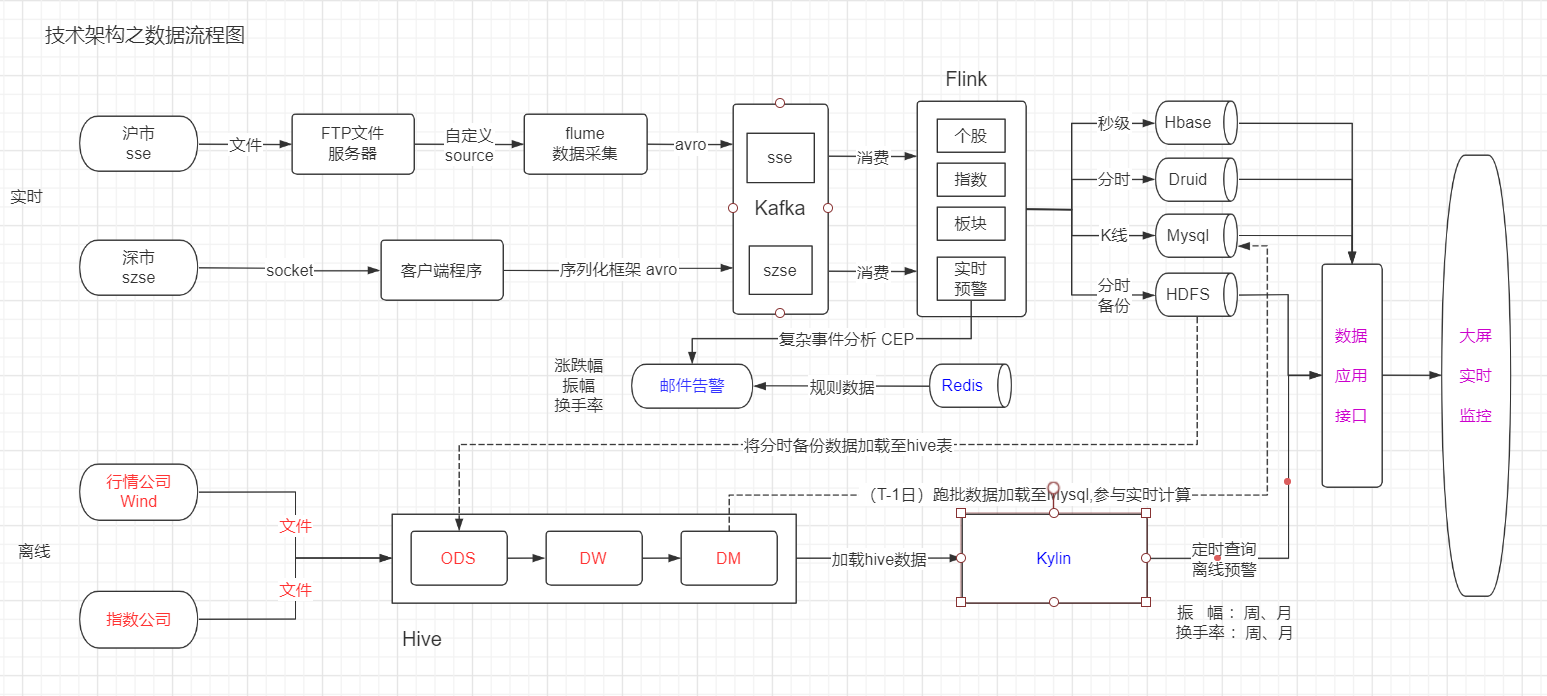 技术架构之数据流程图
Flink
实时
沪市
sse
文件
FTP文件
服务器
自定义
source
flume
数据采集
avro
sse
Kafka
szse
消费
消费
深市
szse
socket
客户端程序
序列化框架 avro
个股
指数
板块
实时
预警
秒级
Hbase
分时
Druid
K线
Mysql
分时
备份
HDFS
复杂事件分析 CEP
涨跌幅
振幅
换手率
邮件告警
规则数据
Redis
数据
应用
接口
大屏
实时
监控
将分时备份数据加载至hive表
（T-1日）跑批数据加载至Mysql,参与实时计算
离线
行情公司
Wind
文件
文件
指数公司
ODS
DW
DM
Hive
加载hive数据
Kylin
定时查询
离线预警
振 幅 ： 周、月
换手率 ： 周、月